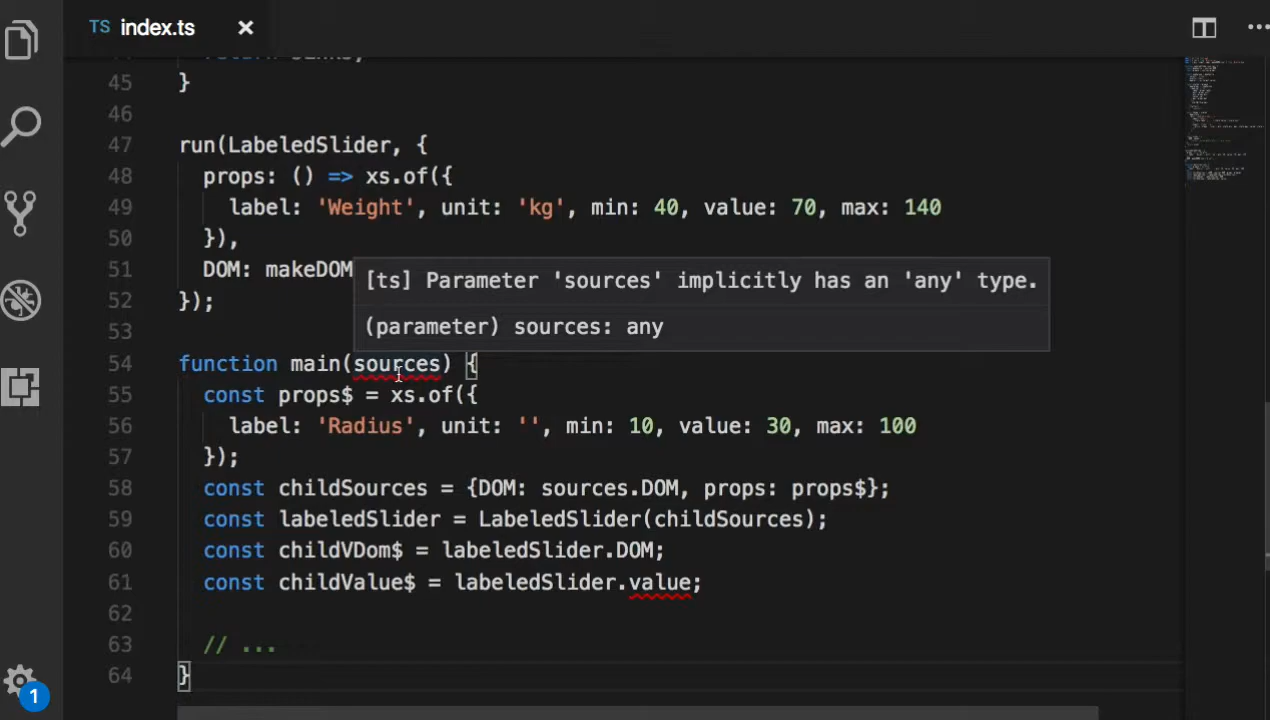 TS index.ts
45 }
46
47 run(LabeledSlider, {
48 props: () => xs.of({
49 label: 'Weight', unit: 'kg', min: 40, value: 70, max: 140
50 }),
51 DOM: makeDOM
[ts] Parameter 'sources' implicitly has an 'any' type.
52 });
(parameter) sources: any
53
54 function main(sources) {
55 const props$ = xs.of({
56 label: 'Radius', unit: '', min: 10, value: 30, max: 100
57 });
58 const childSources = {DOM: sources.DOM, props: props$};
59 const labeledSlider = LabeledSlider(childSources);
60 const childVDom$ = labeledSlider.DOM;
61 const childValue$ = labeledSlider.value;
62
63 // ...
64 }
1